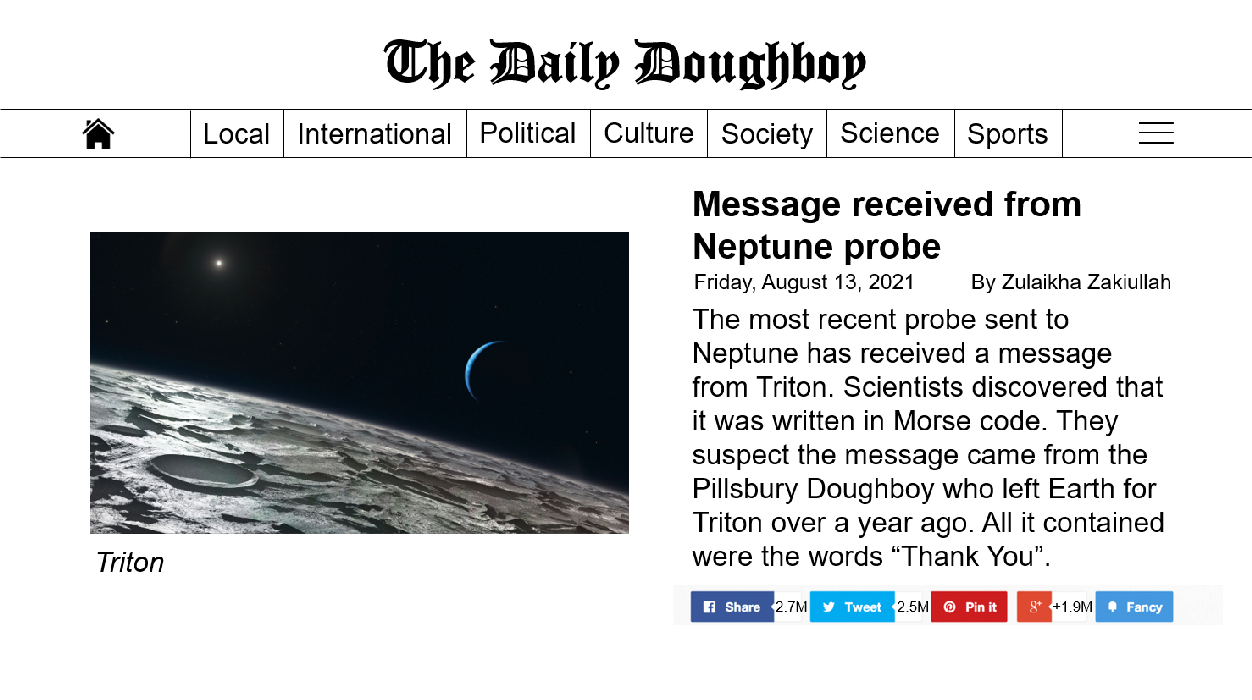 The Daily Doughboy
Local International Political Culture Society Science Sports
Message received from
Neptune probe
Friday, August 13, 2021 By Zulaikha Zakiullah
The most recent probe sent to
Neptune has received a message
from Triton. Scientists discovered that
it was written in Morse code. They
suspect the message came from the
Pillsbury Doughboy who left Earth for
Triton over a year ago. All it contained
were the words “Thank You”.
Triton
Share 2.7M Tweet 2.5M Pin it g+ +1.9M Fancy